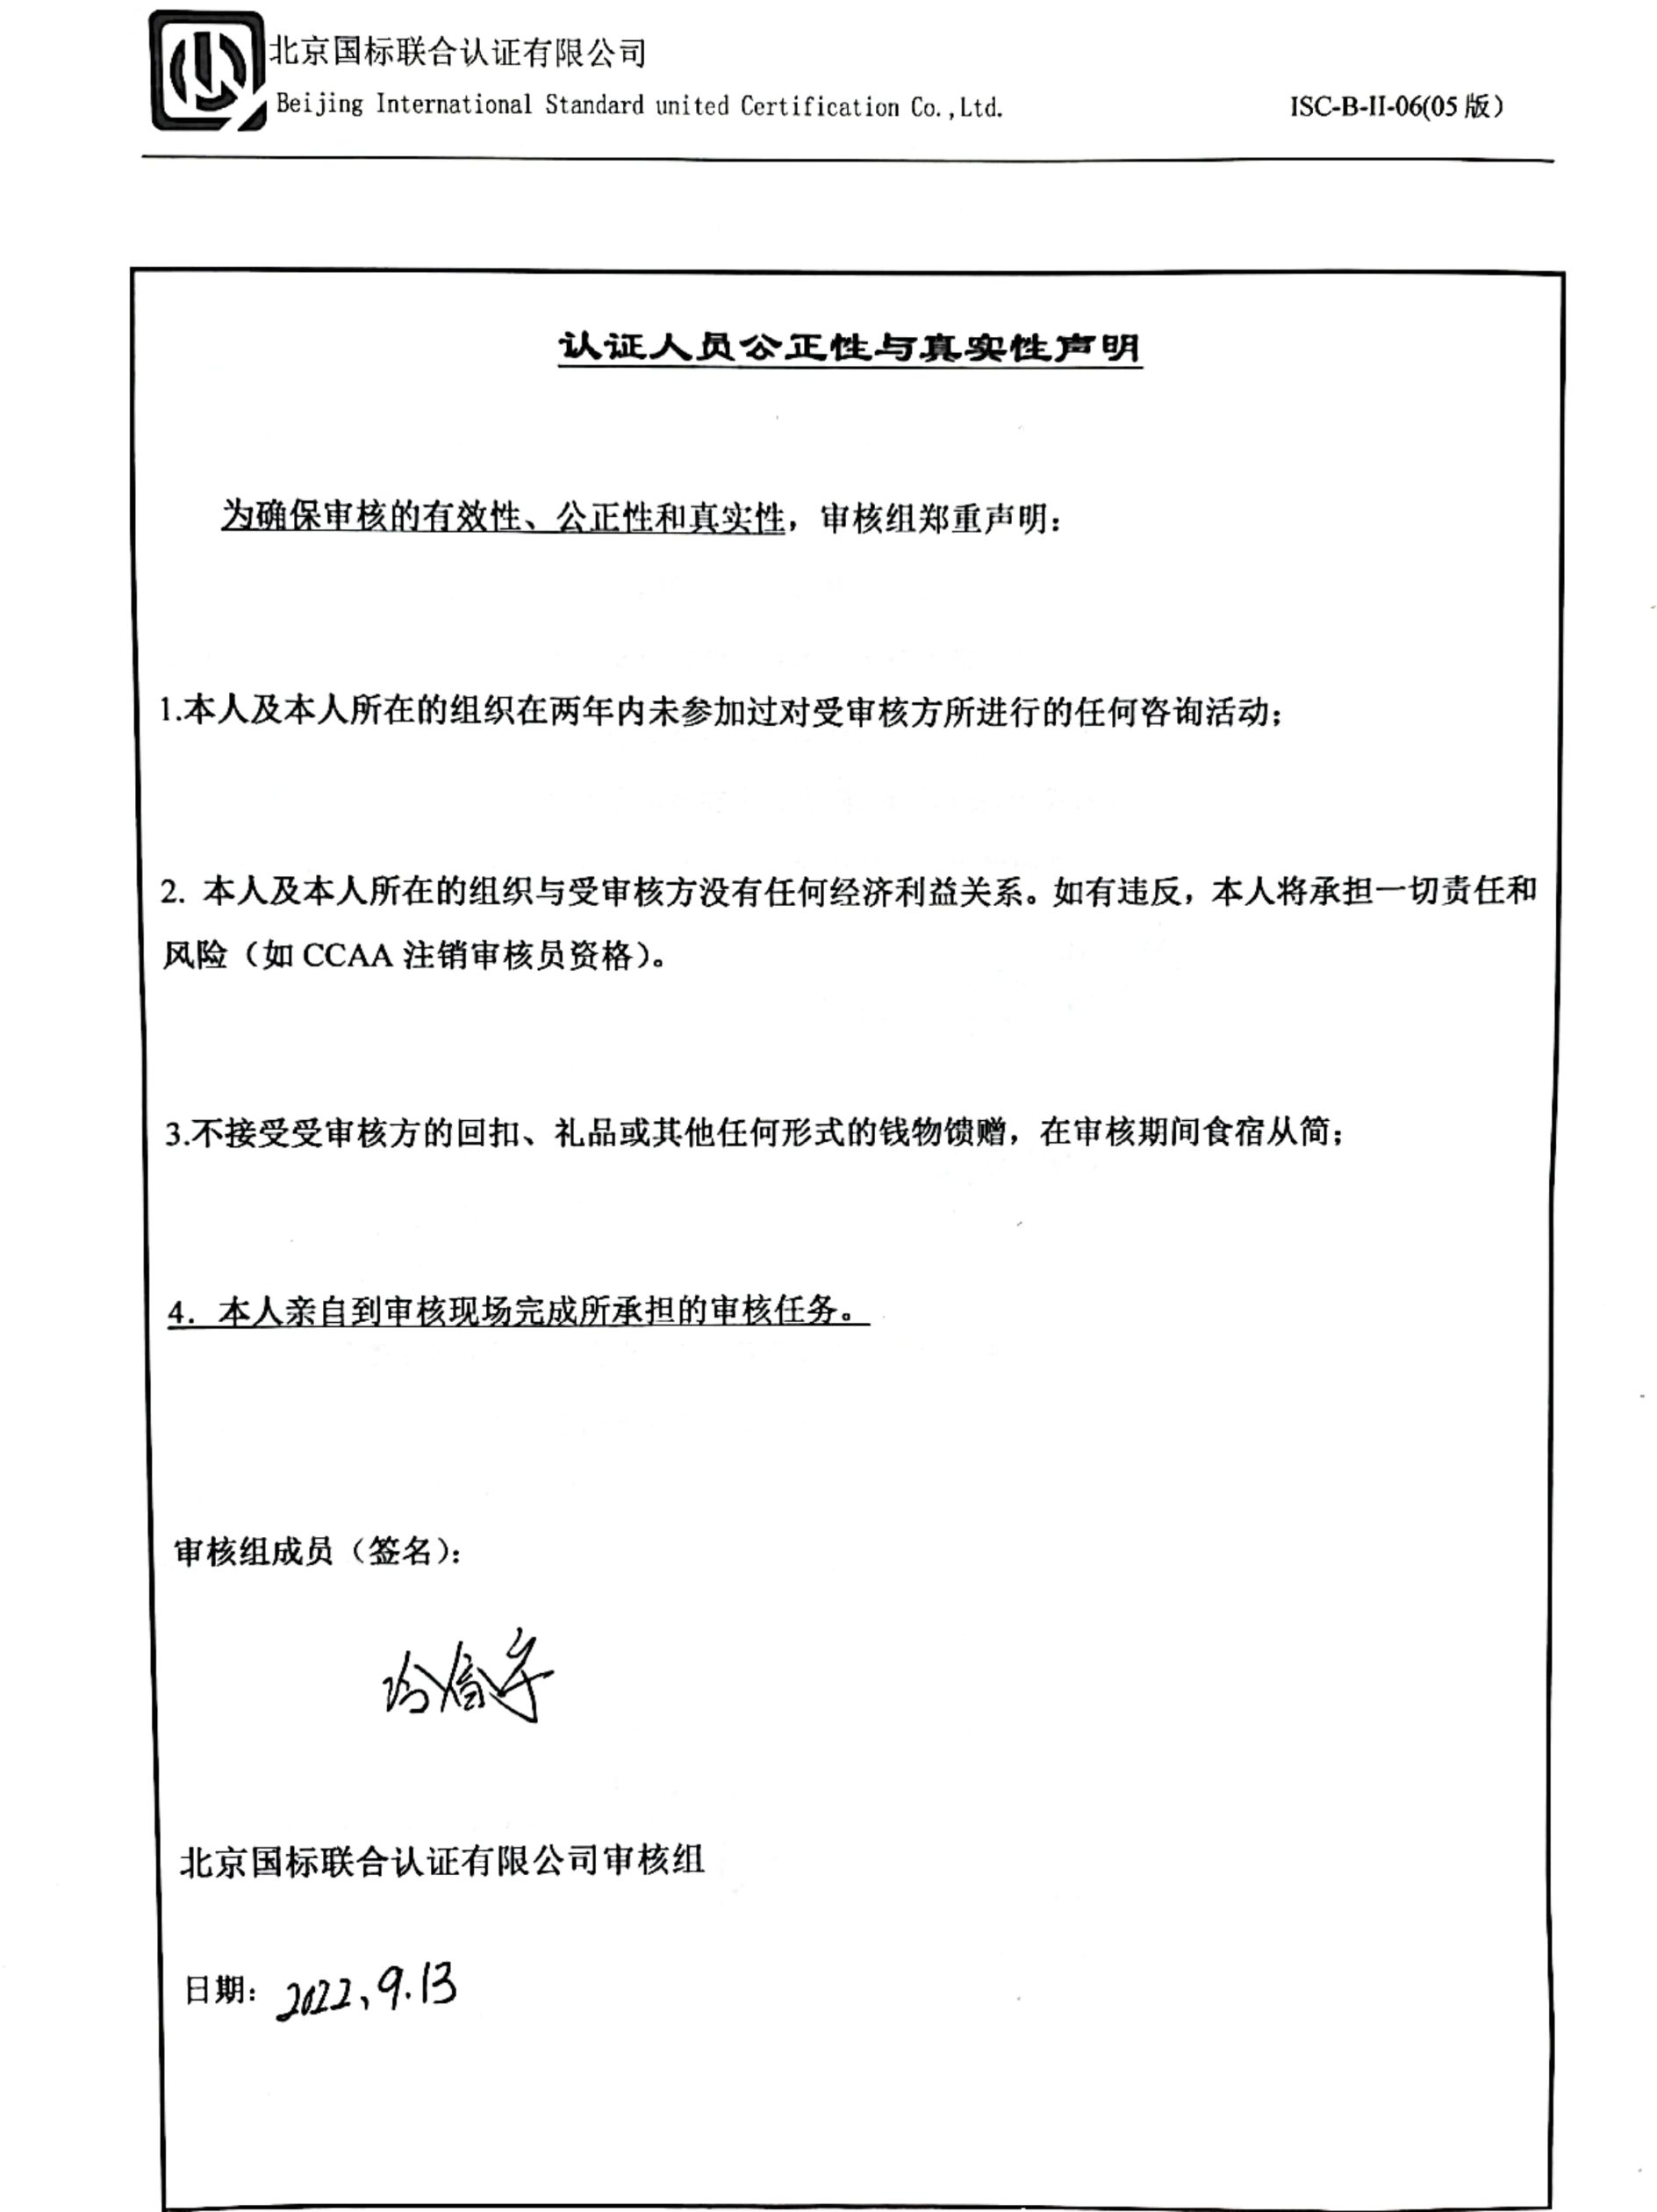 北京国标联合认证有限公司
Beijing International Standard united Certification Co.,Ltd.
ISC-B-II-06(05版)
认证人员公正性与真实性声明
为确保审核的有效性、公正性和真实性，审核组郑重声明：
1.本人及本人所在的组织在两年内未参加过对受审核方所进行的任何咨询活动；
2. 本人及本人所在的组织与受审核方没有任何经济利益关系。如有违反，本人将承担一切责任和
风险（如 CCAA 注销审核员资格）。
3.不接受受审核方的回扣、礼品或其他任何形式的钱物馈赠，在审核期间食宿从简；
4. 本人亲自到审核现场完成所承担的审核任务。
审核组成员（签名）：
北京国标联合认证有限公司审核组
日期：2022、9.13